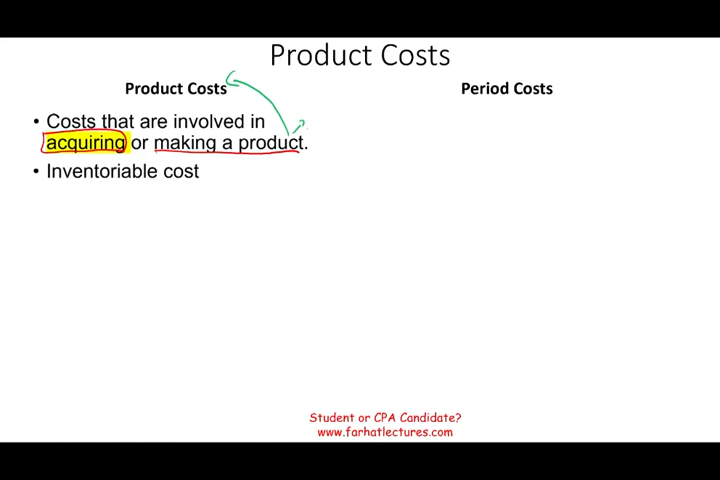 Product Costs
Product Costs
Period Costs
• Costs that are involved in
acquiring or making a product.
• Inventoriable cost
Student or CPA Candidate?
www.farhatlectures.com